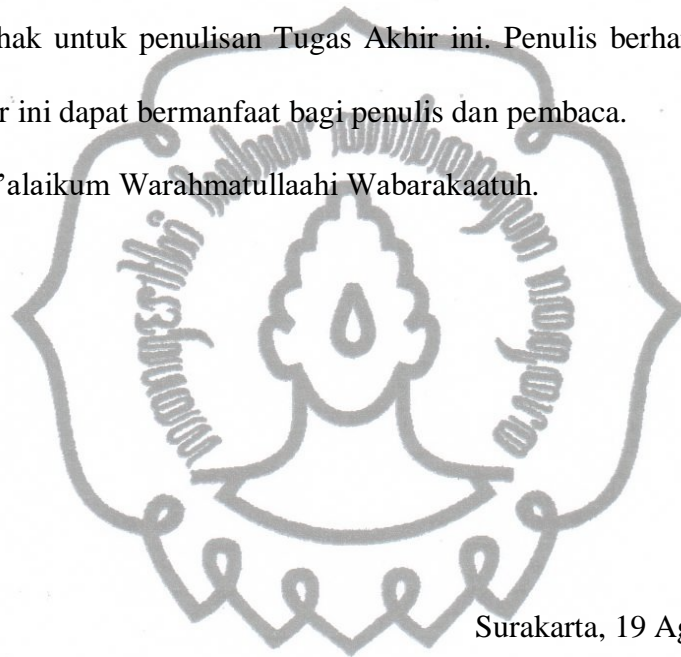 hak untuk penulisan Tugas Akhir ini. Penulis berha
r ini dapat bermanfaat bagi penulis dan pembaca.
'alaikum Warahmatullaahi Wabarakaatuh.
Surakarta, 19 Ag